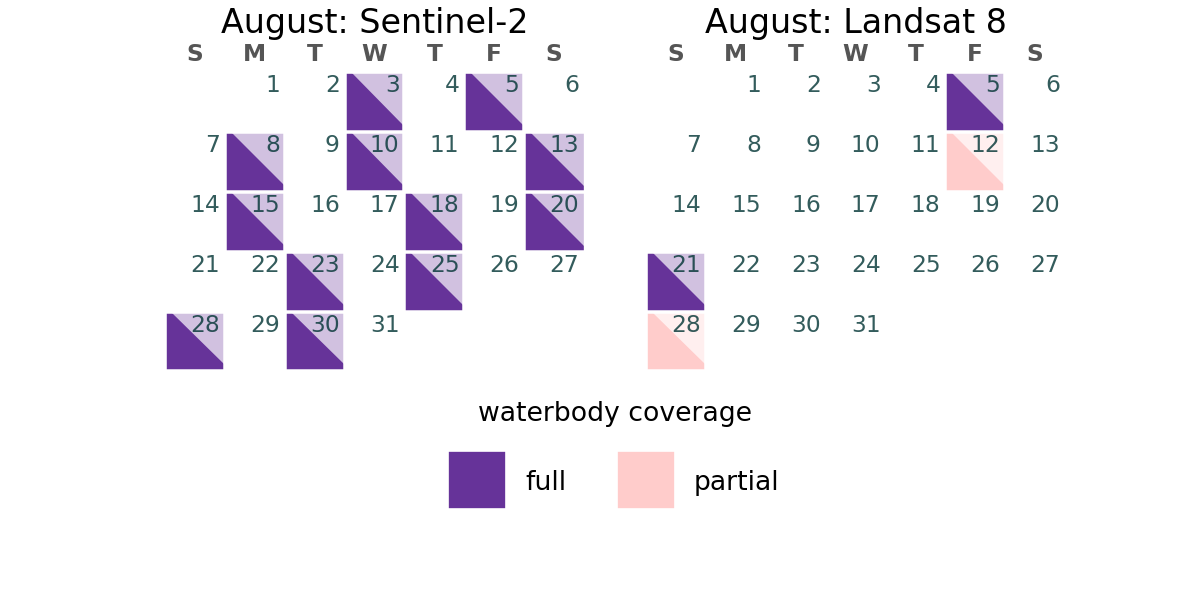 August: Sentinel-2
S M T W T F S
1 2 3 4 5 6
7 8 9 10 11 12 13
14 15 16 17 18 19 20
21 22 23 24 25 26 27
28 29 30 31
August: Landsat 8
S M T W T F S
1 2 3 4 5 6
7 8 9 10 11 12 13
14 15 16 17 18 19 20
21 22 23 24 25 26 27
28 29 30 31
waterbody coverage
full
partial